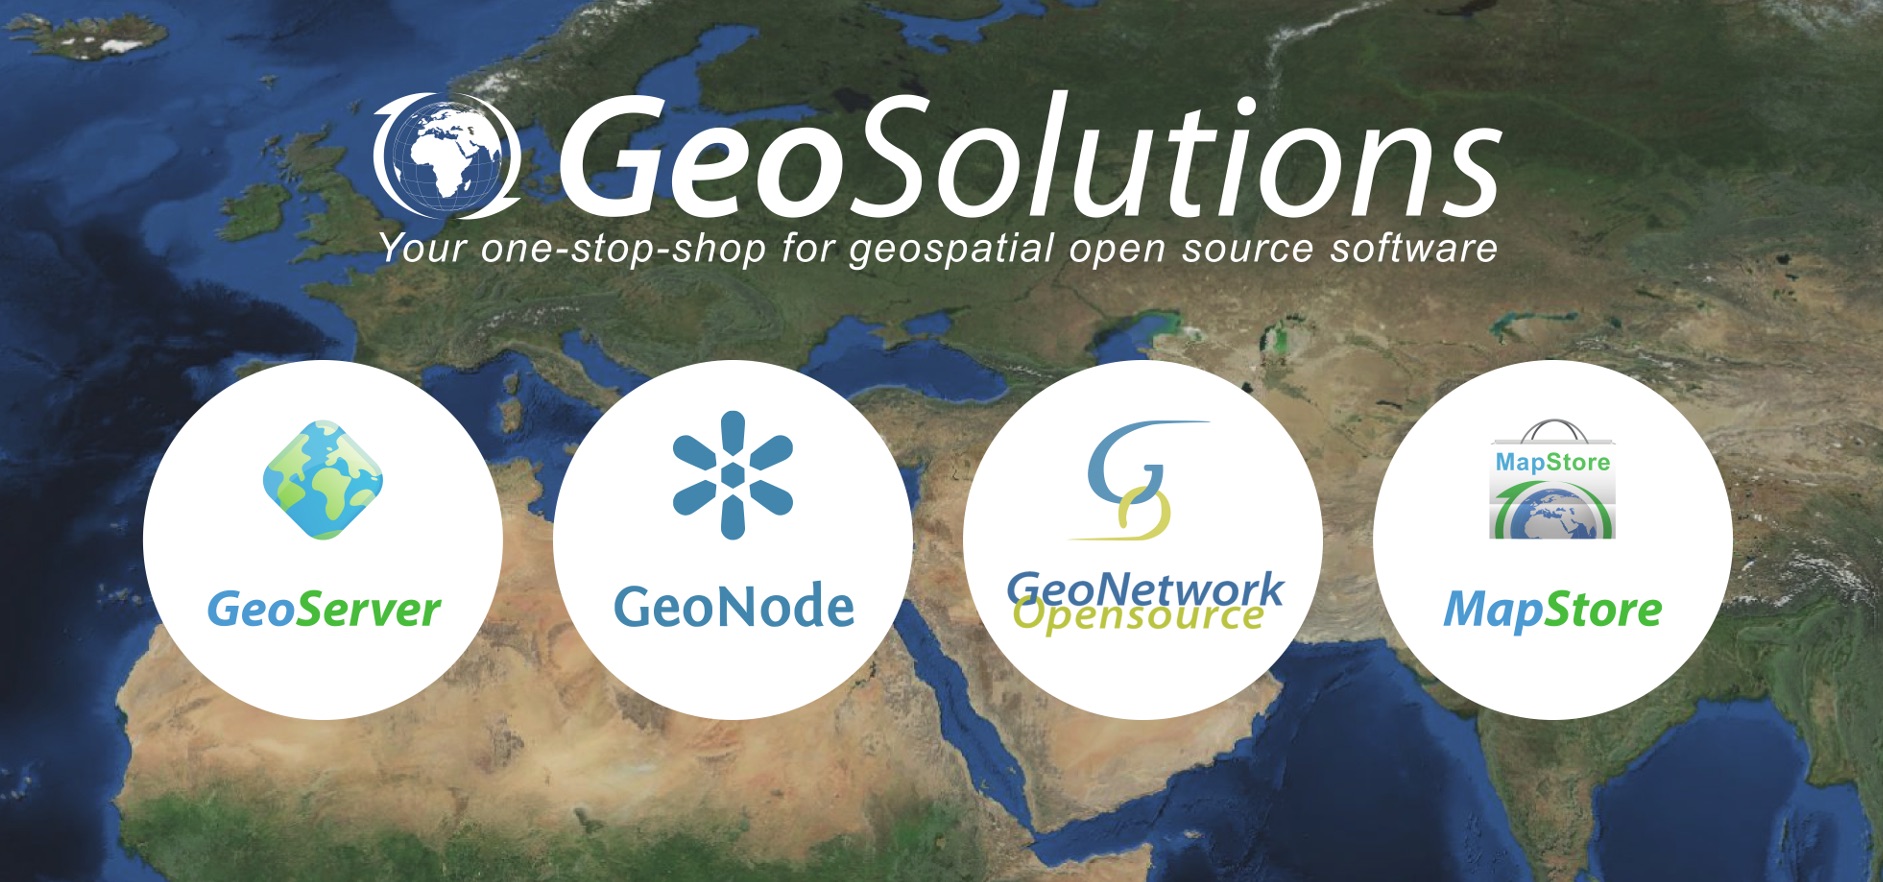 GeoSolutions
Your one-stop-shop for geospatial open source software
GeoServer
GeoNode
GeoNetwork
Opensource
MapStore
MapStore